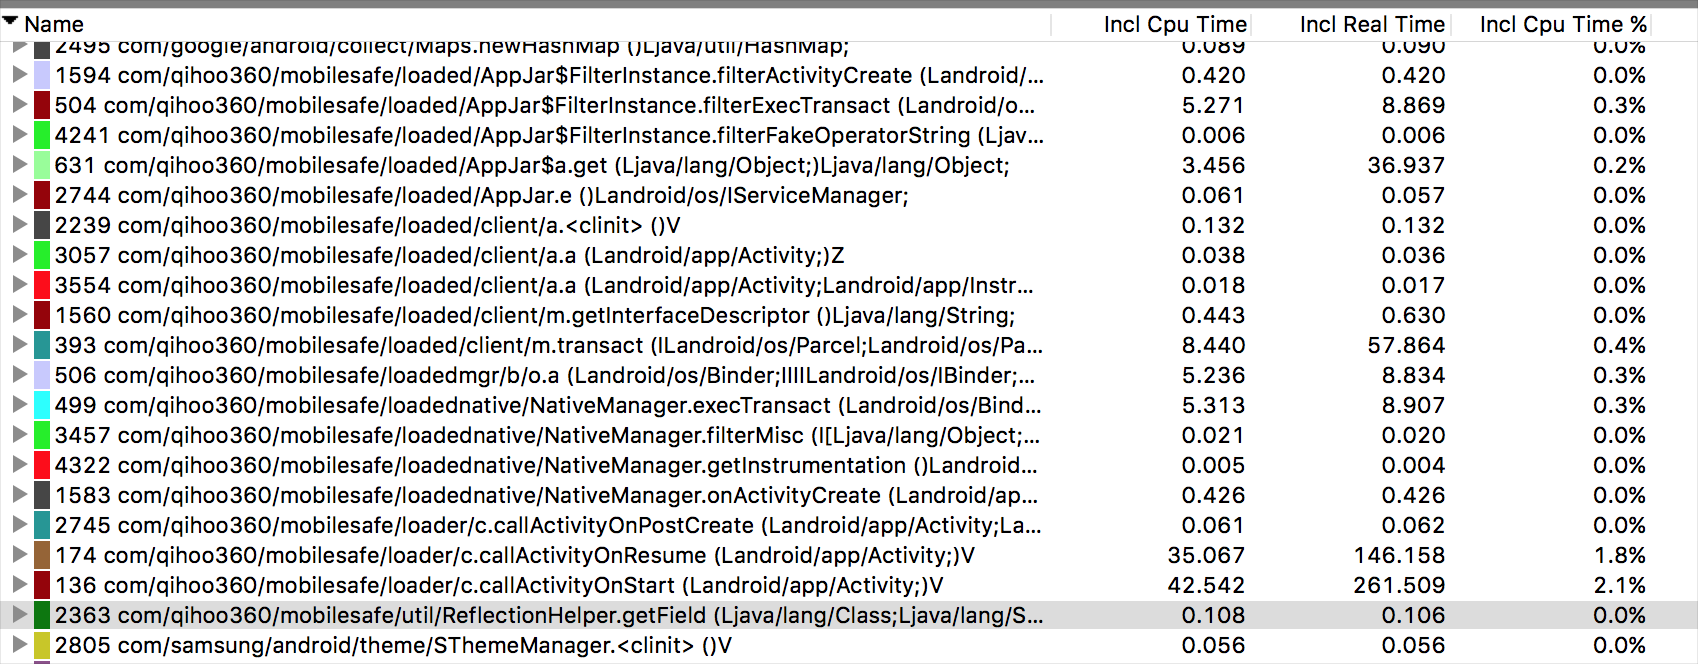 Name Incl Cpu Time Incl Real Time Incl Cpu Time %
2495 com/google/android/collect/Maps.newHashMap ()Ljava/util/HashMap; 0.089 0.090 0.0%
1594 com/qihoo360/mobilesafe/loaded/AppJar$FilterInstance.filterActivityCreate (Landroid/... 0.420 0.420 0.0%
504 com/qihoo360/mobilesafe/loaded/AppJar$FilterInstance.filterExecTransact (Landroid/o... 5.271 8.869 0.3%
4241 com/qihoo360/mobilesafe/loaded/AppJar$FilterInstance.filterFakeOperatorString (Ljav... 0.006 0.006 0.0%
631 com/qihoo360/mobilesafe/loaded/AppJar$a.get (Ljava/lang/Object;)Ljava/lang/Object; 3.456 36.937 0.2%
2744 com/qihoo360/mobilesafe/loaded/AppJar.e ()Landroid/os/IServiceManager; 0.061 0.057 0.0%
2239 com/qihoo360/mobilesafe/loaded/client/a.<clinit> ()V 0.132 0.132 0.0%
3057 com/qihoo360/mobilesafe/loaded/client/a.a (Landroid/app/Activity;)Z 0.038 0.036 0.0%
3554 com/qihoo360/mobilesafe/loaded/client/a.a (Landroid/app/Activity;Landroid/app/Instr... 0.018 0.017 0.0%
1560 com/qihoo360/mobilesafe/loaded/client/m.getInterfaceDescriptor ()Ljava/lang/String; 0.443 0.630 0.0%
393 com/qihoo360/mobilesafe/loaded/client/m.transact (ILandroid/os/Parcel;Landroid/os/Pa... 8.440 57.864 0.4%
506 com/qihoo360/mobilesafe/loadedmgr/b/o.a (Landroid/os/Binder;IIIILandroid/os/IBinder;... 5.236 8.834 0.3%
499 com/qihoo360/mobilesafe/loadednative/NativeManager.execTransact (Landroid/os/Bind... 5.313 8.907 0.3%
3457 com/qihoo360/mobilesafe/loadednative/NativeManager.filterMisc (I[Ljava/lang/Object;... 0.021 0.020 0.0%
4322 com/qihoo360/mobilesafe/loadednative/NativeManager.getInstrumentation ()Landroid... 0.005 0.004 0.0%
1583 com/qihoo360/mobilesafe/loadednative/NativeManager.onActivityCreate (Landroid/ap... 0.426 0.426 0.0%
2745 com/qihoo360/mobilesafe/loader/c.callActivityOnPostCreate (Landroid/app/Activity;La... 0.061 0.062 0.0%
174 com/qihoo360/mobilesafe/loader/c.callActivityOnResume (Landroid/app/Activity;)V 35.067 146.158 1.8%
136 com/qihoo360/mobilesafe/loader/c.callActivityOnStart (Landroid/app/Activity;)V 42.542 261.509 2.1%
2363 com/qihoo360/mobilesafe/util/ReflectionHelper.getField (Ljava/lang/Class;Ljava/lang/S... 0.108 0.106 0.0%
2805 com/samsung/android/theme/SThemeManager.<clinit> ()V 0.056 0.056 0.0%